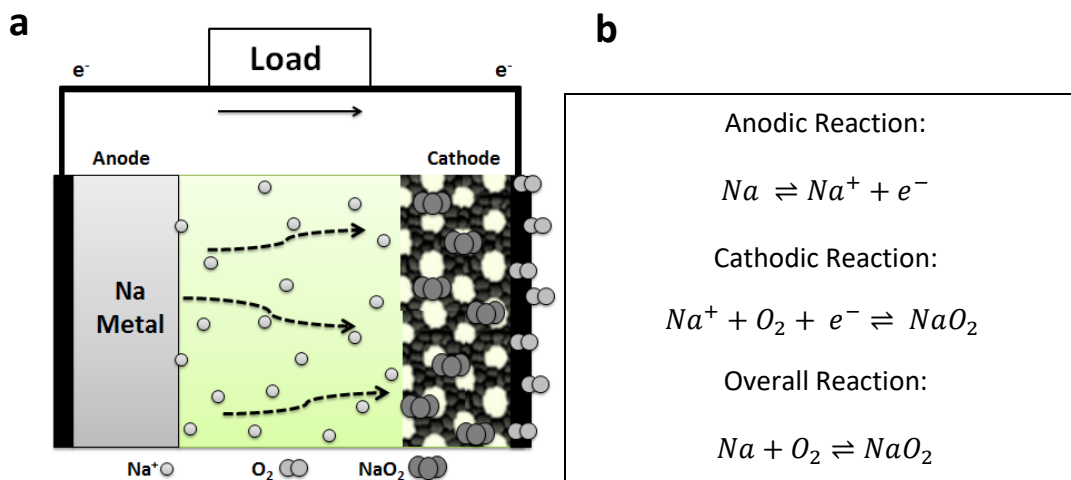 a
Load
e⁻ e⁻
Anode Cathode
Na
Metal
Na⁺ O₂ NaO₂
b
Anodic Reaction:
Na ⇌ Na⁺ + e⁻
Cathodic Reaction:
Na⁺ + O₂ + e⁻ ⇌ NaO₂
Overall Reaction:
Na + O₂ ⇌ NaO₂